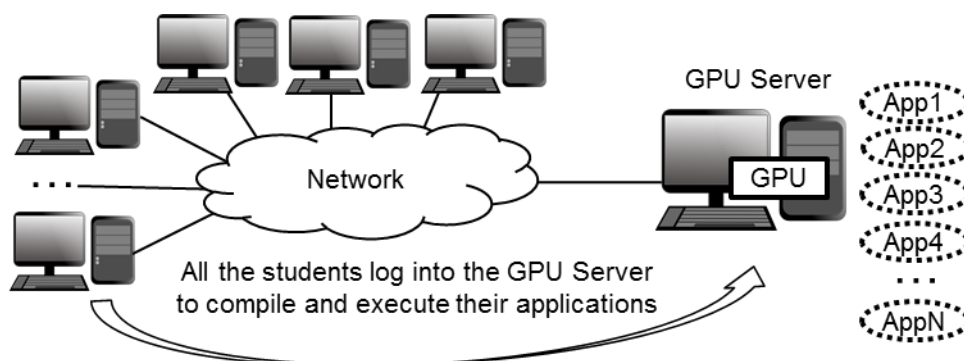 GPU Server
App1
App2
Network
GPU
App3
App4
...
All the students log into the GPU Server
to compile and execute their applications
...
AppN